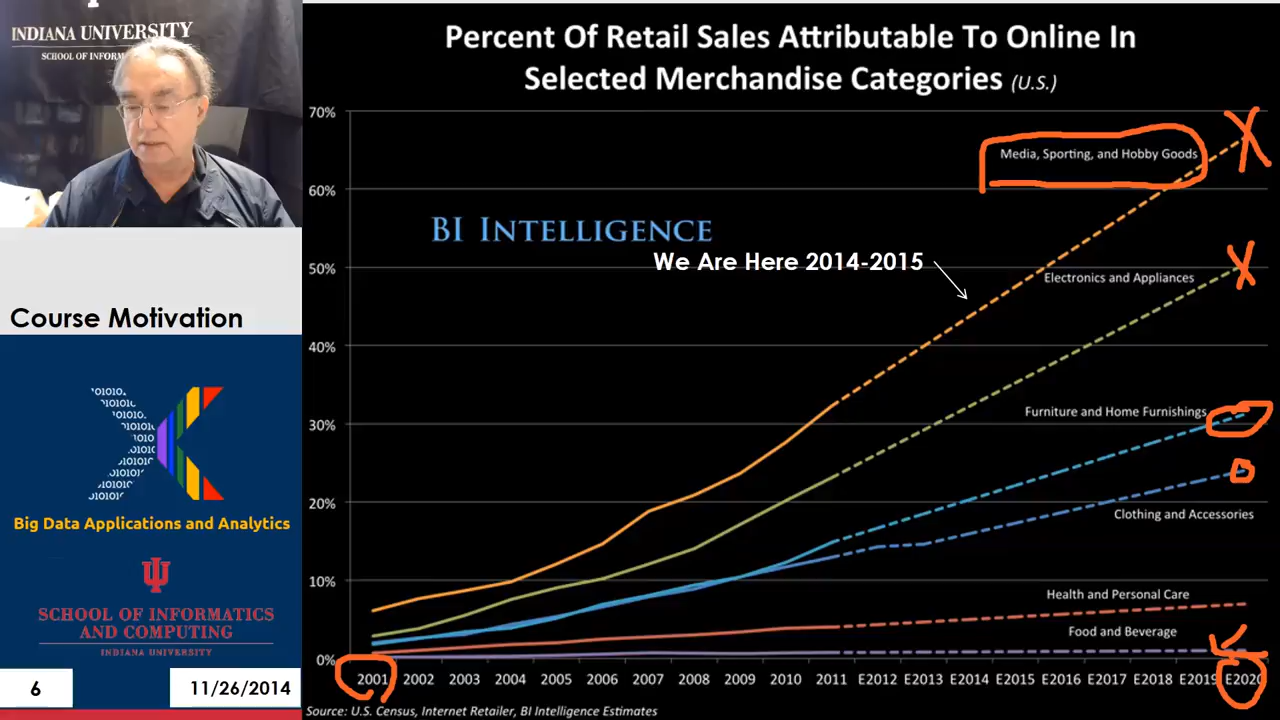 INDIANA UNIVERSITY
SCHOOL OF INFORM
Course Motivation
Big Data Applications and Analytics
SCHOOL OF INFORMATICS
AND COMPUTING
INDIANA UNIVERSITY
6
11/26/2014
Percent Of Retail Sales Attributable To Online In
Selected Merchandise Categories (U.S.)
70%
60%
50%
40%
30%
20%
10%
0%
Media, Sporting, and Hobby Goods
BI INTELLIGENCE
We Are Here 2014-2015
Electronics and Appliances
Furniture and Home Furnishings
Clothing and Accessories
Health and Personal Care
Food and Beverage
2001 2002 2003 2004 2005 2006 2007 2008 2009 2010 2011 E2012 E2013 E2014 E2015 E2016 E2017 E2018 E2019 E2020
Source: U.S. Census, Internet Retailer, BI Intelligence Estimates